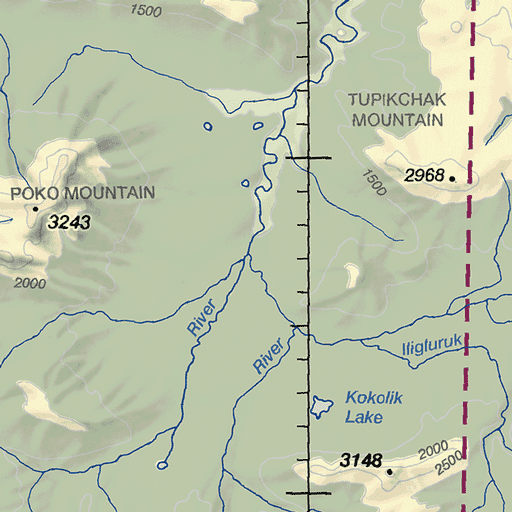 1500
TUPIKCHAK
MOUNTAIN
2968
1500
POKO MOUNTAIN
3243
2000
River
River
Iligluruk
Kokolik
Lake
3148
2000
2500